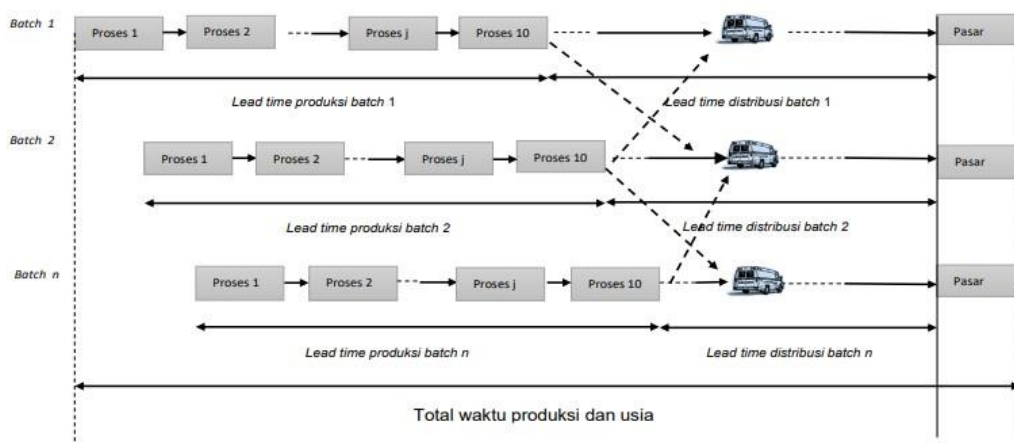 Batch 1
Proses 1 Proses 2 Proses j Proses 10 Pasar
Lead time produksi batch 1 Lead time distribusi batch 1
Batch 2
Proses 1 Proses 2 Proses j Proses 10 Pasar
Lead time produksi batch 2 Lead time distribusi batch 2
Batch n
Proses 1 Proses 2 Proses j Proses 10 Pasar
Lead time produksi batch n Lead time distribusi batch n
Total waktu produksi dan usia